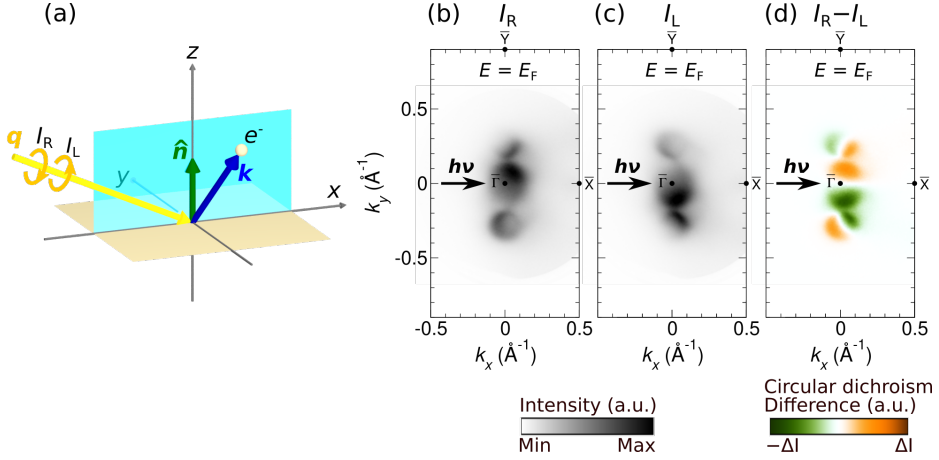 (a)
z
q
I_R
I_L
n̂
e⁻
k
y
x
(b)
I_R
Ȳ
E = E_F
hν
Γ̄
X̄
0.5
0
-0.5
k_y (Å⁻¹)
-0.5
0
0.5
k_x (Å⁻¹)
(c)
I_L
Ȳ
E = E_F
hν
Γ̄
X̄
0
0.5
k_x (Å⁻¹)
(d)
I_R−I_L
Ȳ
E = E_F
hν
Γ̄
X̄
0
0.5
k_x (Å⁻¹)
Intensity (a.u.)
Min
Max
Circular dichroism
Difference (a.u.)
−ΔI
ΔI